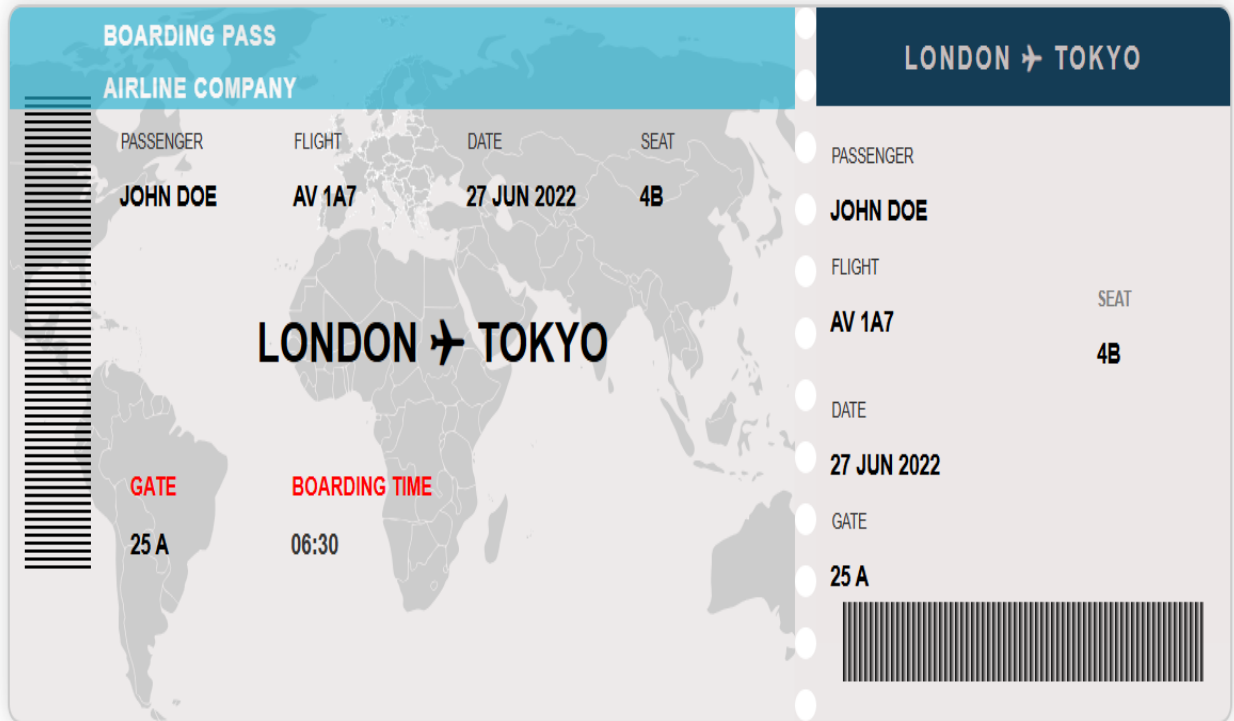 BOARDING PASS
AIRLINE COMPANY
PASSENGER FLIGHT DATE SEAT
JOHN DOE AV 1A7 27 JUN 2022 4B
LONDON ✈ TOKYO
GATE BOARDING TIME
25 A 06:30
LONDON ✈ TOKYO
PASSENGER
JOHN DOE
FLIGHT
AV 1A7
SEAT
4B
DATE
27 JUN 2022
GATE
25 A